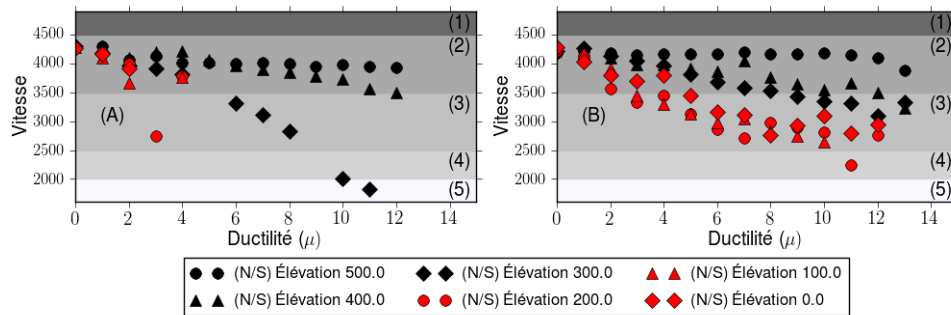 4500
4000
3500
3000
2500
2000
Vitesse
(A)
(1)
(2)
(3)
(4)
(5)
0 2 4 6 8 10 12 14
Ductilité (μ)
4500
4000
3500
3000
2500
2000
Vitesse
(B)
(1)
(2)
(3)
(4)
(5)
0 2 4 6 8 10 12 14
Ductilité (μ)
(N/S) Élévation 500.0 (N/S) Élévation 300.0 (N/S) Élévation 100.0
(N/S) Élévation 400.0 (N/S) Élévation 200.0 (N/S) Élévation 0.0